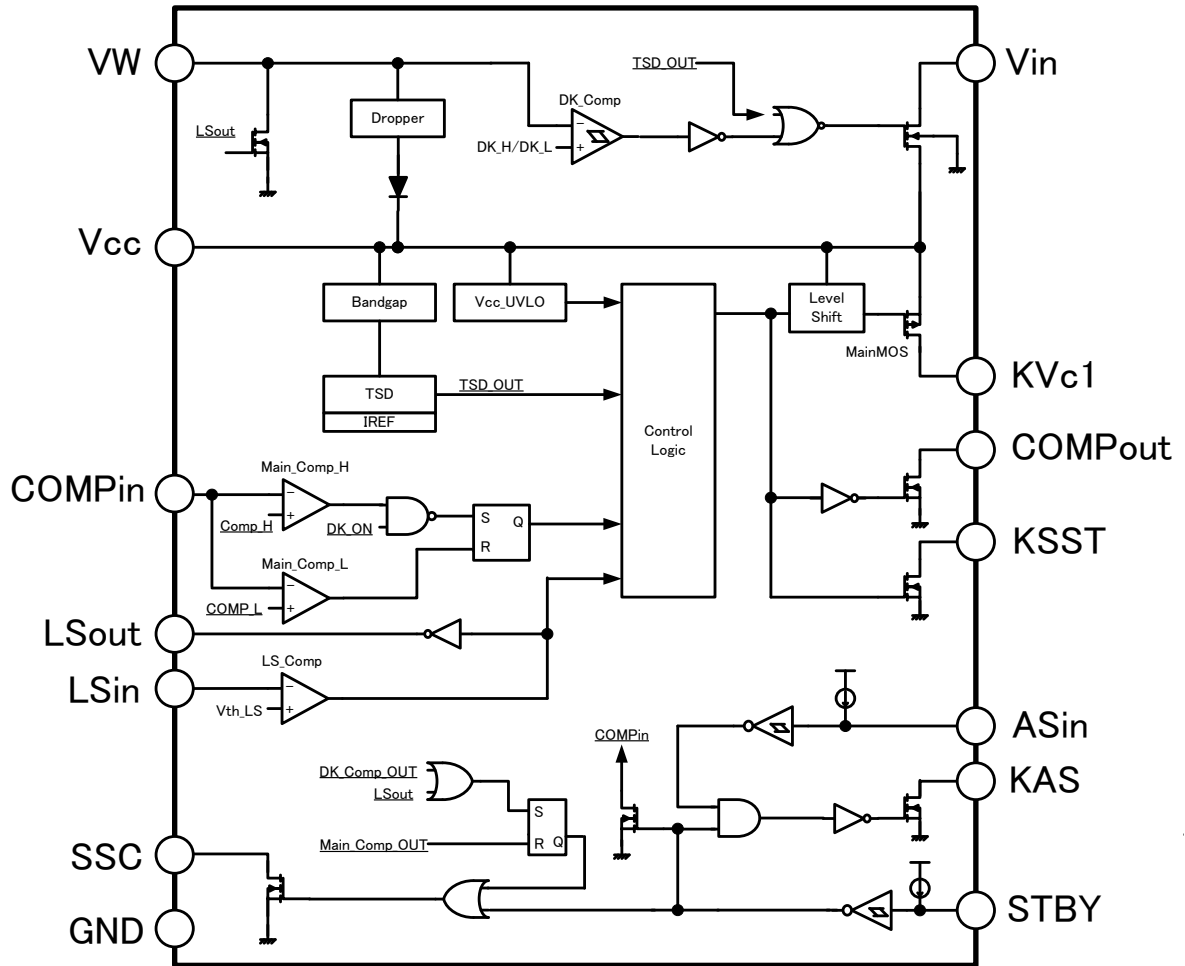 VW
Vin
TSD_OUT
DK_Comp
LSout
Dropper
DK_H/DK_L
−
+
Vcc
Bandgap
Vcc_UVLO
Level
Shift
MainMOS
KVc1
TSD
IREF
TSD_OUT
Control
Logic
COMPout
COMPin
Main_Comp_H
−
+
Comp_H
DK_ON
S
Q
R
KSST
Main_Comp_L
−
+
COMP_L
LSout
LS_Comp
LSin
−
+
Vth_LS
ASin
COMPin
DK_Comp_OUT
LSout
KAS
S
R
Q
Main_Comp_OUT
SSC
STBY
GND